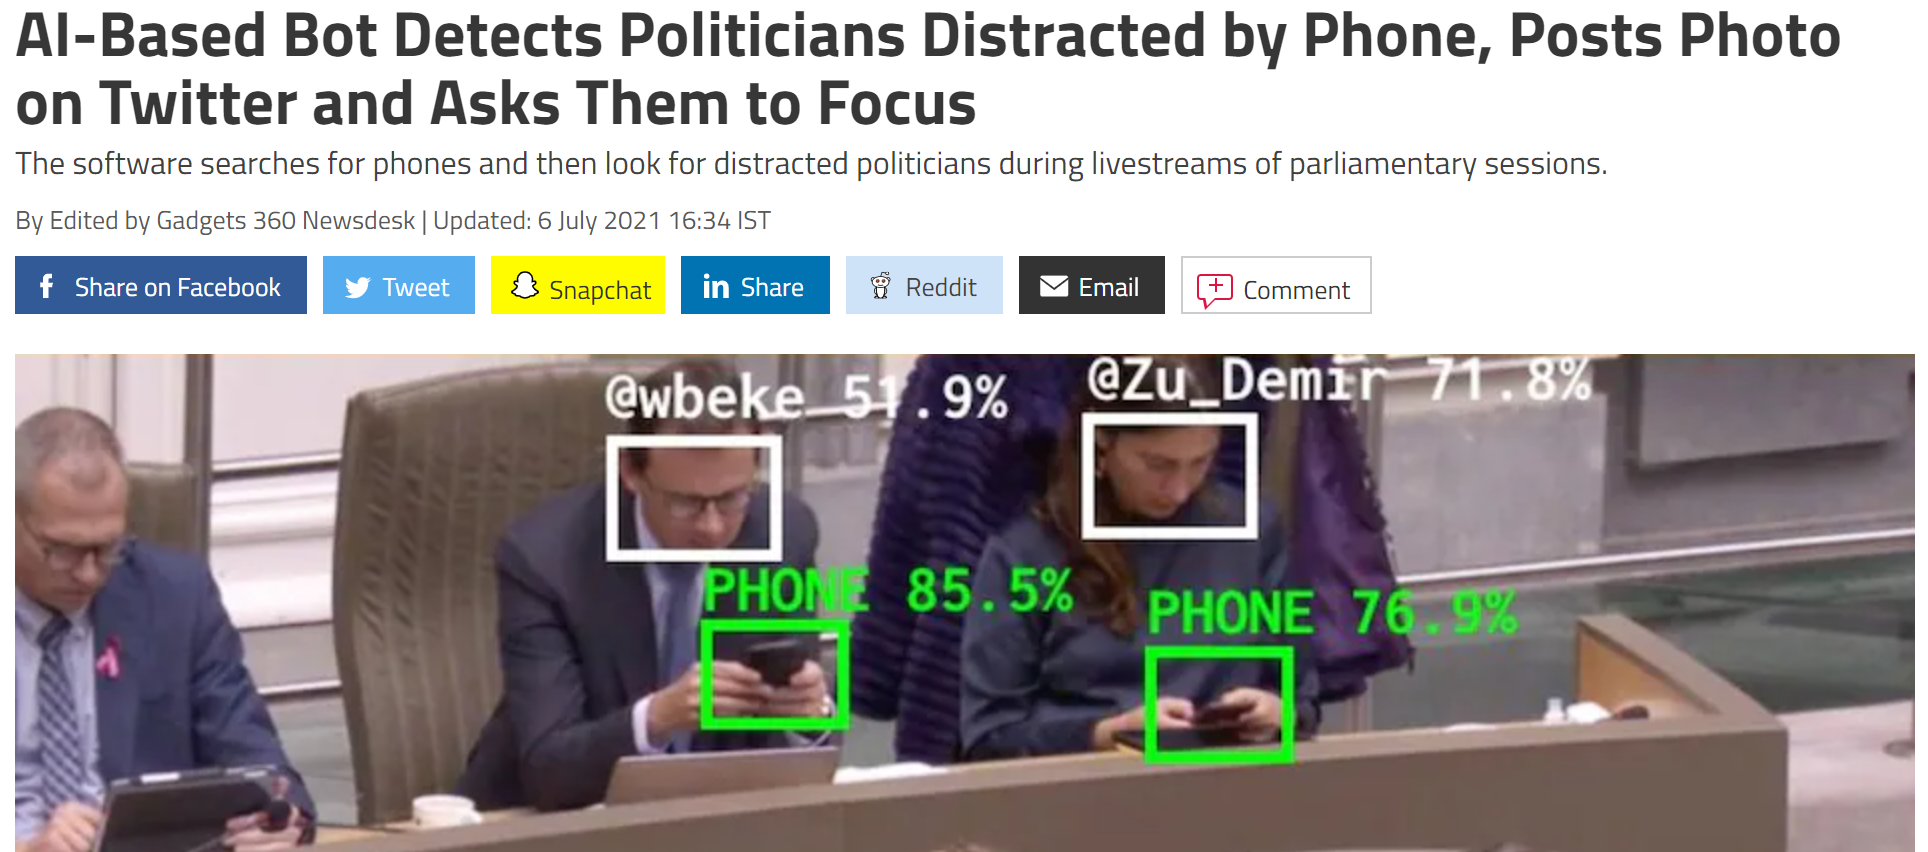 AI-Based Bot Detects Politicians Distracted by Phone, Posts Photo
on Twitter and Asks Them to Focus
The software searches for phones and then look for distracted politicians during livestreams of parliamentary sessions.
By Edited by Gadgets 360 Newsdesk | Updated: 6 July 2021 16:34 IST
Share on Facebook
Tweet
Snapchat
Share
Reddit
Email
Comment
@wbeke 51.9%
@Zu_Demir 71.8%
PHONE 85.5%
PHONE 76.9%